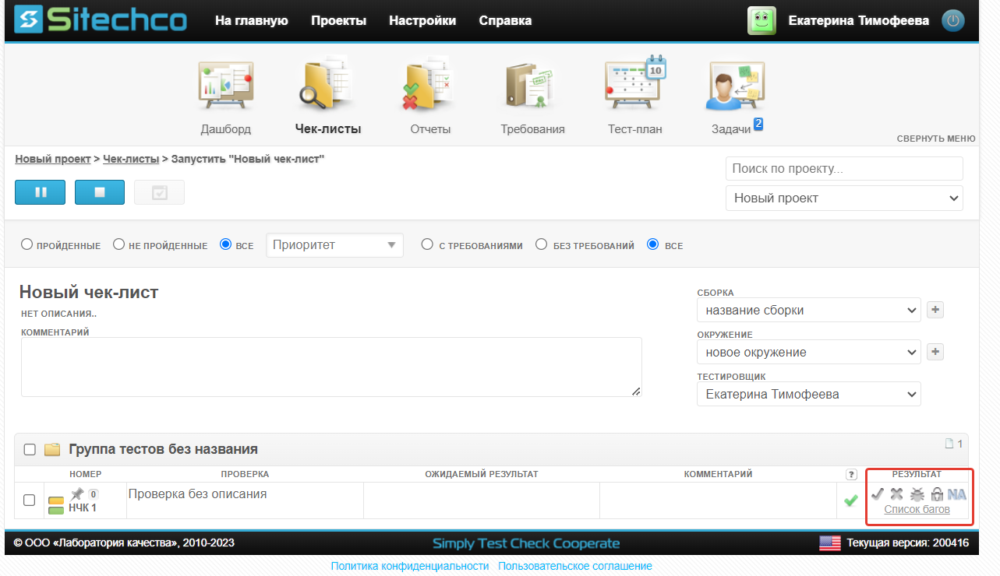 Sitechco На главную Проекты Настройки Справка Екатерина Тимофеева
10
Дашборд Чек-листы Отчеты Требования Тест-план Задачи 2
СВЕРНУТЬ МЕНЮ
Новый проект > Чек-листы > Запустить "Новый чек-лист"
Поиск по проекту...
Новый проект
ПРОЙДЕННЫЕ НЕ ПРОЙДЕННЫЕ ВСЕ Приоритет С ТРЕБОВАНИЯМИ БЕЗ ТРЕБОВАНИЙ ВСЕ
Новый чек-лист
НЕТ ОПИСАНИЯ..
КОММЕНТАРИЙ
СБОРКА
название сборки +
ОКРУЖЕНИЕ
новое окружение +
ТЕСТИРОВЩИК
Екатерина Тимофеева
Группа тестов без названия 1
НОМЕР ПРОВЕРКА ОЖИДАЕМЫЙ РЕЗУЛЬТАТ КОММЕНТАРИЙ ? РЕЗУЛЬТАТ
0 Проверка без описания NA
НЧК 1 Список багов
© ООО «Лаборатория качества», 2010-2023 Simply Test Check Cooperate Текущая версия: 200416
Политика конфиденциальности Пользовательское соглашение